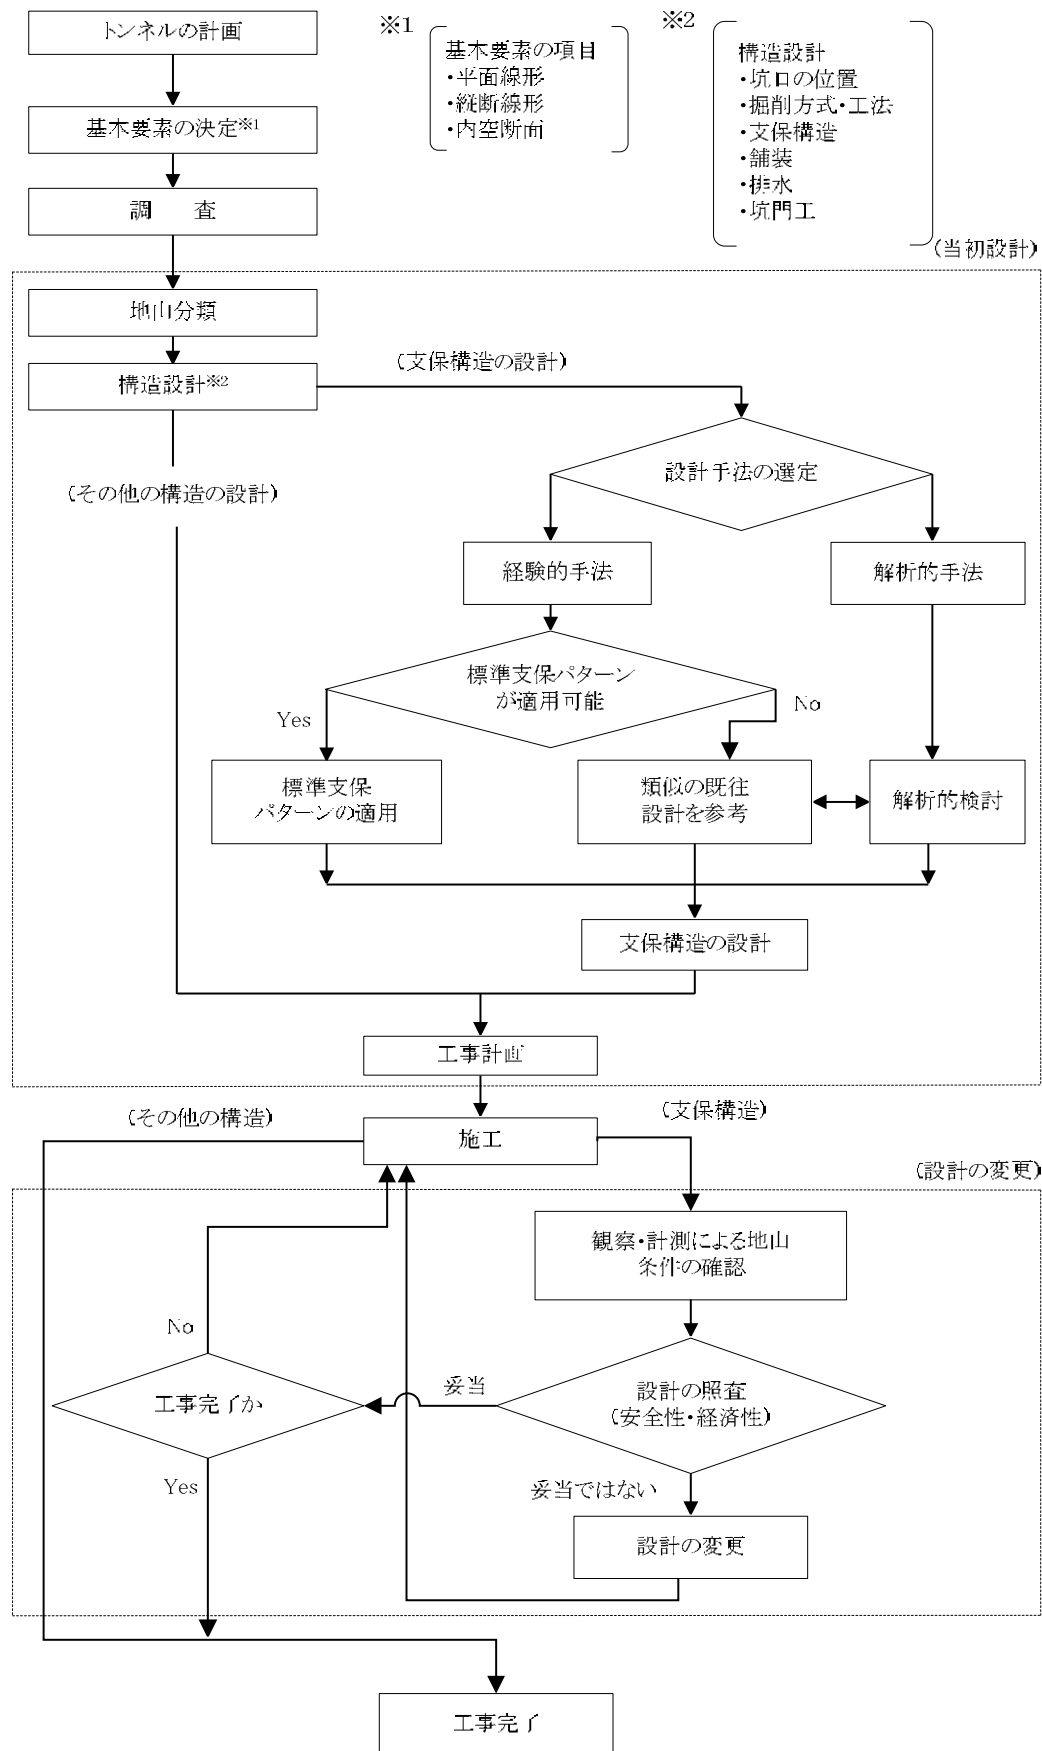 トンネルの計画
※1
基本要素の項目
・平面線形
・縦断線形
・内空断面
※2
構造設計
・坑口の位置
・掘削方式・工法
・支保構造
・舗装
・排水
・坑門工
基本要素の決定※1
調　査
(当初設計)
地山分類
構造設計※2
(支保構造の設計)
(その他の構造の設計)
設計手法の選定
経験的手法
解析的手法
標準支保パターン
が適用可能
Yes
No
標準支保
パターンの適用
類似の既往
設計を参考
解析的検討
支保構造の設計
工事計画
(その他の構造)
(支保構造)
施工
(設計の変更)
観察・計測による地山
条件の確認
No
工事完了か
妥当
設計の照査
(安全性・経済性)
Yes
妥当ではない
設計の変更
工事完了